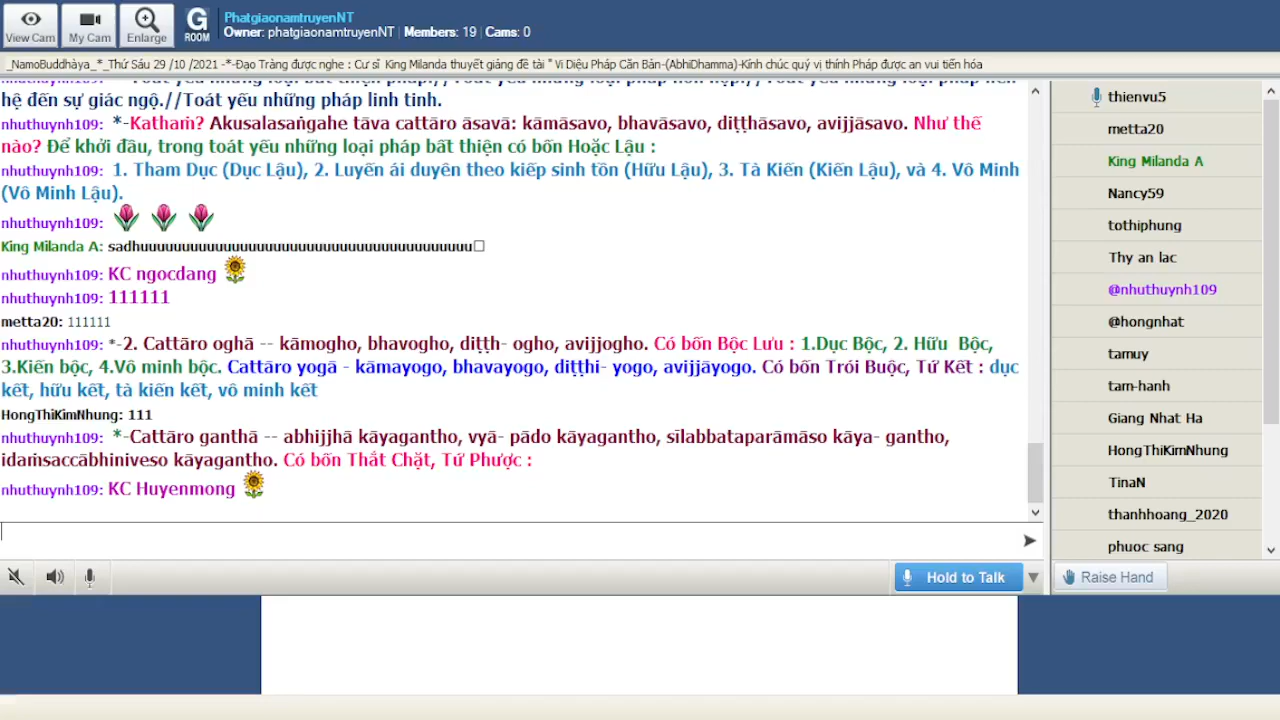 View Cam
My Cam
Enlarge
G
ROOM
PhatgiaonamtruyenNT
Owner: phatgiaonamtruyenNT | Members: 19 | Cams: 0
_NamoBuddhàya_*_Thứ Sáu 29 /10 /2021 -*-Đạo Tràng được nghe : Cư sĩ King Milanda thuyết giảng đề tài " Vi Diệu Pháp Căn Bản-(AbhiDhamma)-Kính chúc quý vị thính Pháp được an vui tiến hóa
hệ đến sự giác ngộ.//Toát yếu những pháp linh tinh.
nhuthuynh109: *-Kathaṁ? Akusalasaṅgahe tāva cattāro āsavā: kāmāsavo, bhavāsavo, diṭṭhāsavo, avijjāsavo. Như thế
nào? Để khởi đầu, trong toát yếu những loại pháp bất thiện có bốn Hoặc Lậu :
nhuthuynh109: 1. Tham Dục (Dục Lậu), 2. Luyến ái duyên theo kiếp sinh tồn (Hữu Lậu), 3. Tà Kiến (Kiến Lậu), và 4. Vô Minh
(Vô Minh Lậu).
nhuthuynh109:
King Milanda A: sadhuuuuuuuuuuuuuuuuuuuuuuuuuuuuuuuuuuuuuuuuu
nhuthuynh109: KC ngocdang
nhuthuynh109: 111111
metta20: 111111
nhuthuynh109: *-2. Cattāro oghā -- kāmogho, bhavogho, diṭṭh- ogho, avijjogho. Có bốn Bộc Lưu : 1.Dục Bộc, 2. Hữu Bộc,
3.Kiến bộc, 4.Vô minh bộc. Cattāro yogā - kāmayogo, bhavayogo, diṭṭhi- yogo, avijjāyogo. Có bốn Trói Buộc, Tứ Kết : dục
kết, hữu kết, tà kiến kết, vô minh kết
HongThiKimNhung: 111
nhuthuynh109: *-Cattāro ganthā -- abhijjhā kāyagantho, vyā- pādo kāyagantho, sīlabbataparāmāso kāya- gantho,
idaṁsaccābhiniveso kāyagantho. Có bốn Thắt Chặt, Tứ Phược :
nhuthuynh109: KC Huyenmong
Hold to Talk
thienvu5
metta20
King Milanda A
Nancy59
tothiphung
Thy an lac
@nhuthuynh109
@hongnhat
tamuy
tam-hanh
Giang Nhat Ha
HongThiKimNhung
TinaN
thanhhoang_2020
phuoc sang
Raise Hand